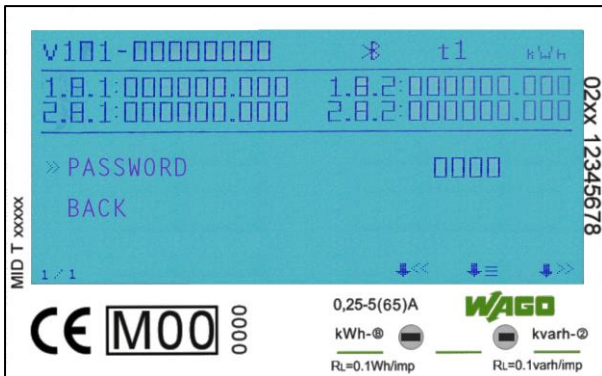 v101-00000000 t1 kWh
1.8.1:000000.000 1.8.2:000000.000
2.8.1:000000.000 2.8.2:000000.000
» PASSWORD 0000
BACK
1/1 << ≡ >>
MID T xxxxx
02xx 12345678
CE M00 0000
0,25-5(65)A WAGO
kWh-⑧ kvarh-②
RL=0.1Wh/imp RL=0.1varh/imp